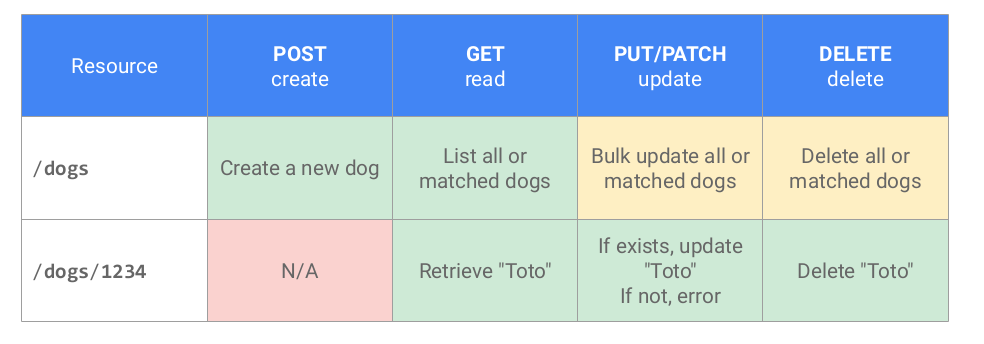 Resource
POST
create
GET
read
PUT/PATCH
update
DELETE
delete
/dogs
Create a new dog
List all or
matched dogs
Bulk update all or
matched dogs
Delete all or
matched dogs
/dogs/1234
N/A
Retrieve "Toto"
If exists, update
"Toto"
If not, error
Delete "Toto"